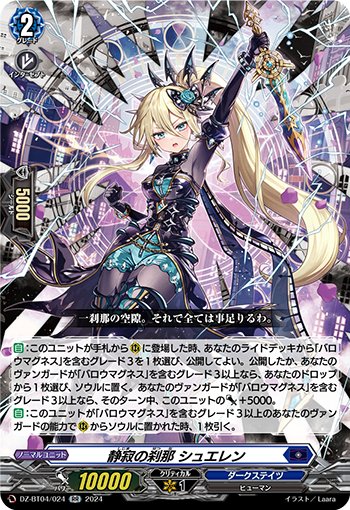 2
グレード
インターセプト
5000
シールド
一刹那の空隙。それで全ては事足りるわ。
自:このユニットが手札からRに登場した時、あなたのライドデッキから「バロ
ウマグネス」を含むグレード3を1枚選び、公開してよい。公開したか、あなたの
ヴァンガードが「バロウマグネス」を含むグレード3以上なら、あなたのドロップ
から1枚選び、ソウルに置く。あなたのヴァンガードが「バロウマグネス」を含む
グレード3以上なら、そのターン中、このユニットの+5000。
自:このユニットが「バロウマグネス」を含むグレード3以上のあなたのヴァン
ガードの能力でRからソウルに置かれた時、1枚引く。
ノーマルユニット
静寂の刹那 シュエレン
パワー 10000
クリティカル
1
ダークステイツ
ヒューマン
DZ-BT04/024 RR 2024
イラスト／Laara